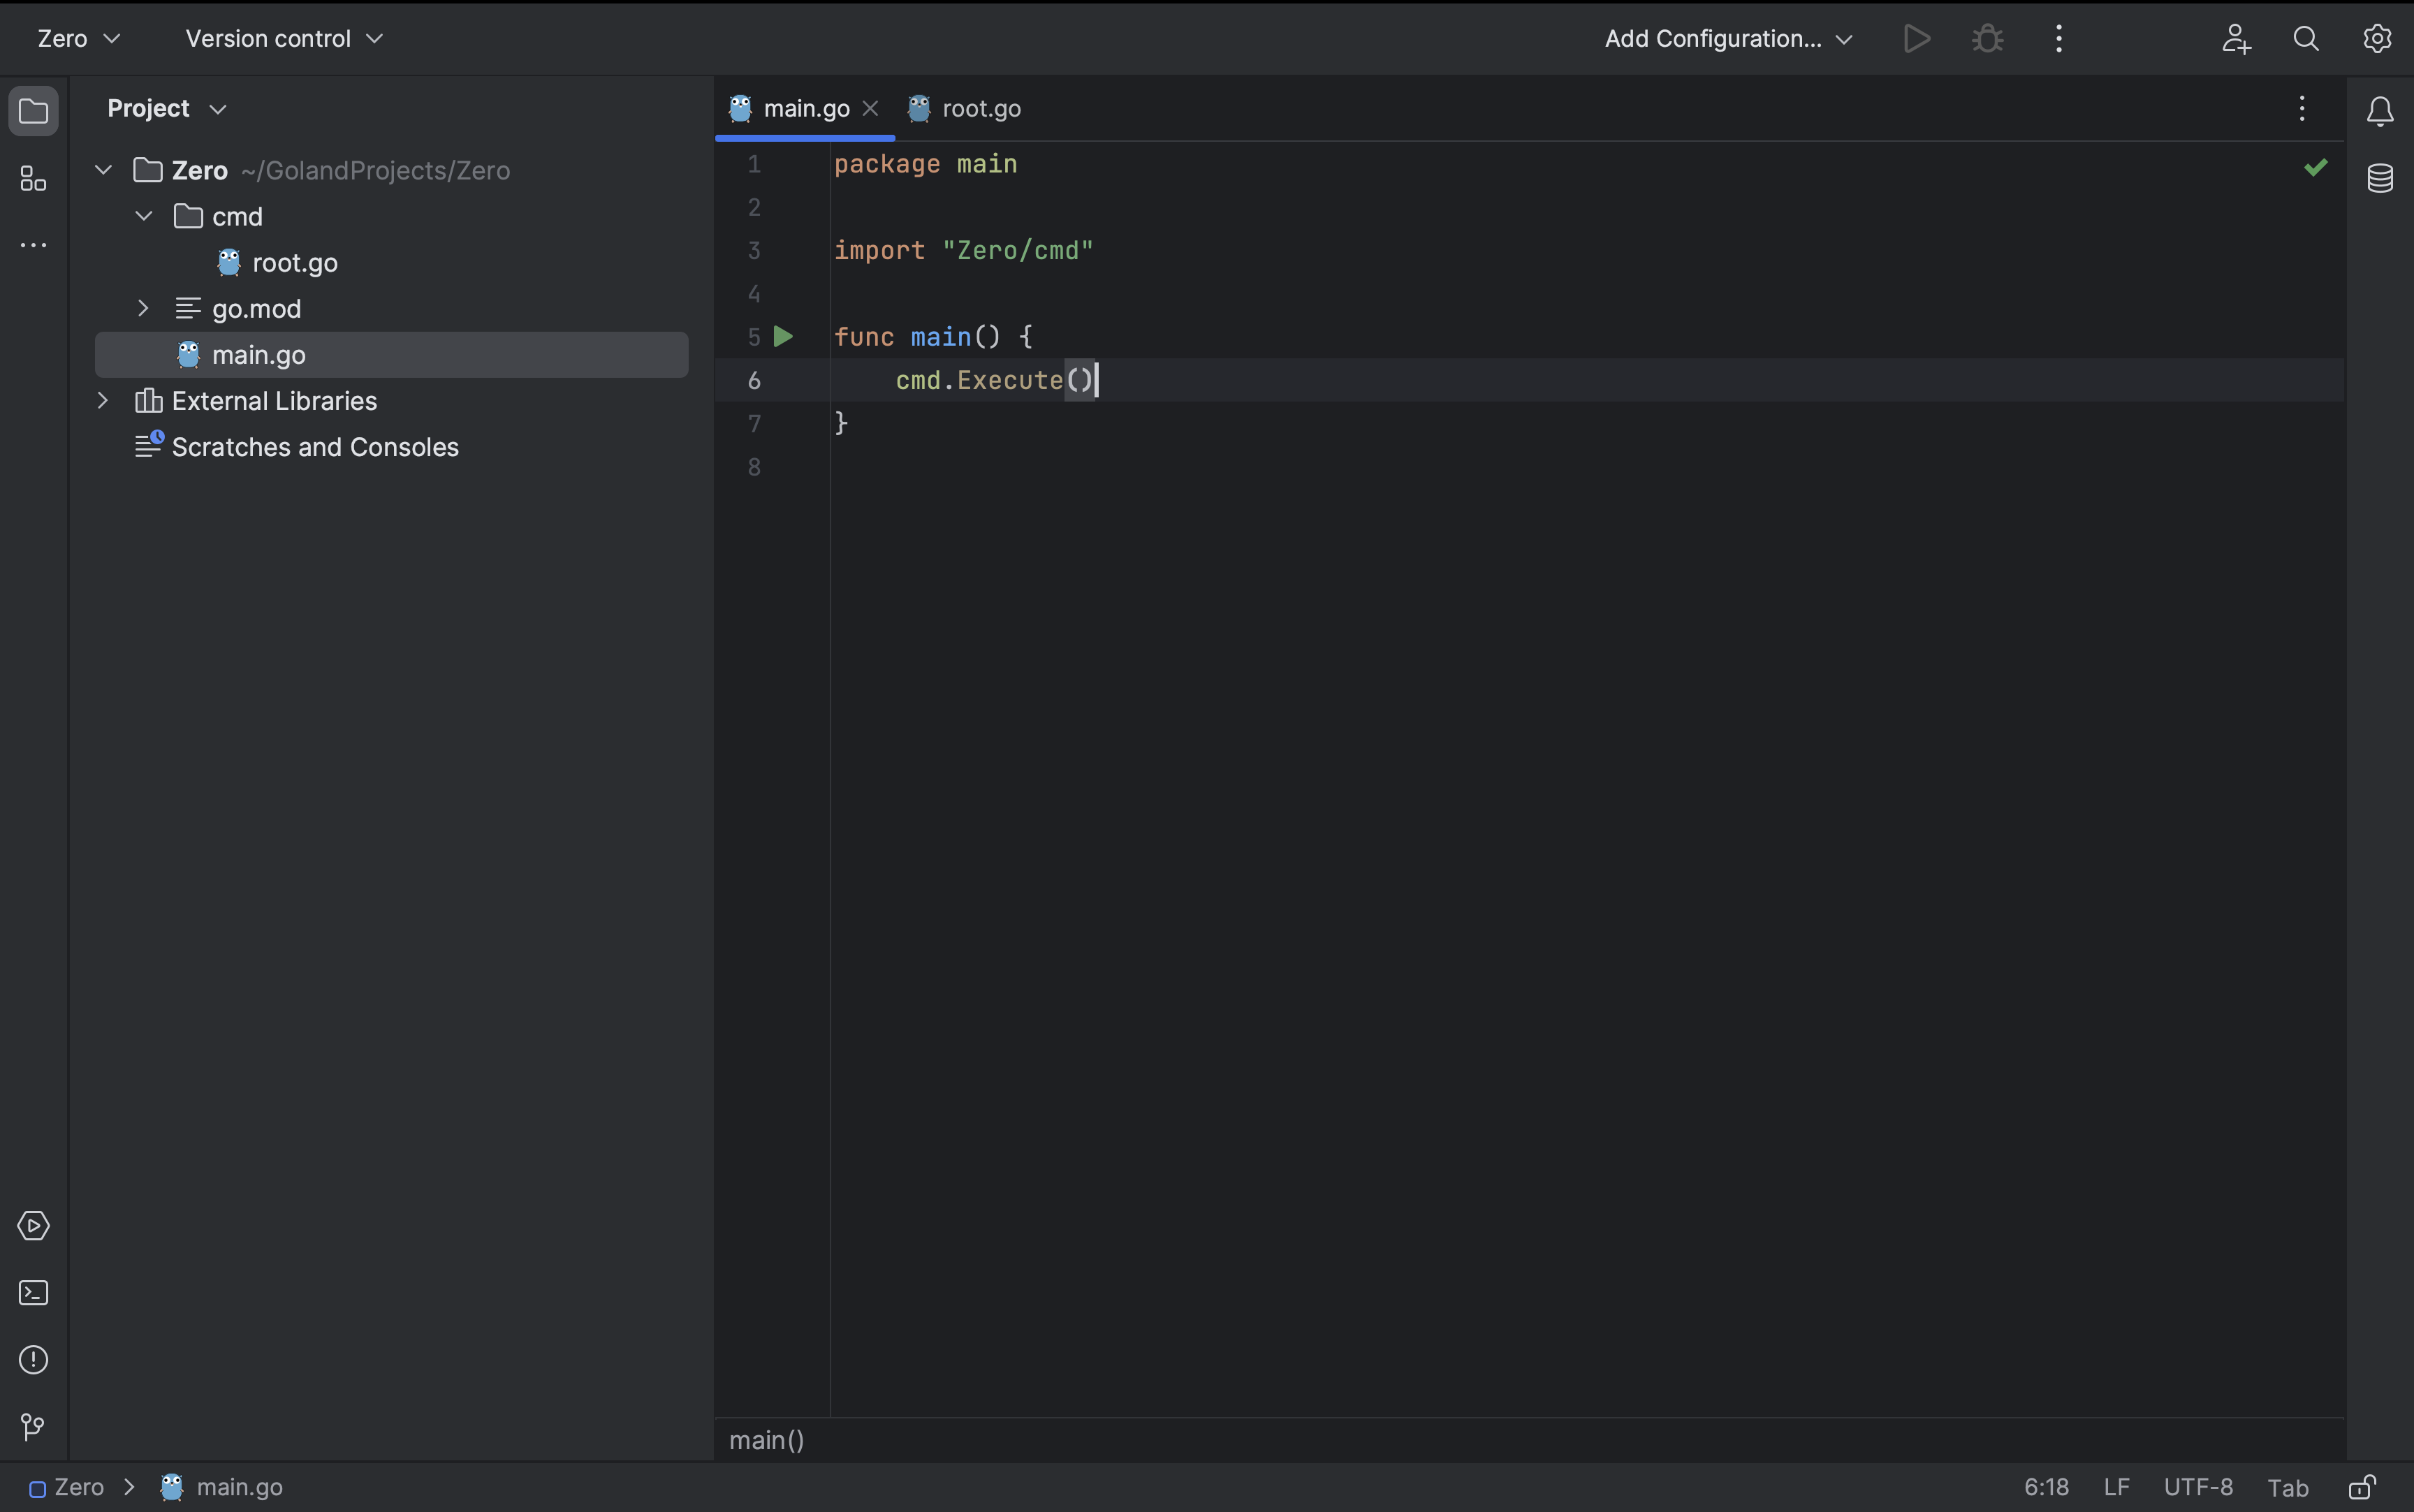 Zero
Version control
Add Configuration...
Project
main.go
root.go
Zero ~/GolandProjects/Zero
cmd
root.go
go.mod
main.go
External Libraries
Scratches and Consoles
1 package main
2
3 import "Zero/cmd"
4
5 func main() {
6 cmd.Execute()
7 }
8
main()
Zero > main.go
6:18 LF UTF-8 Tab